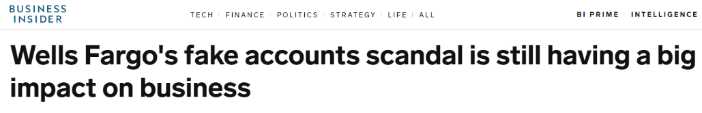 BUSINESS
INSIDER
TECH | FINANCE | POLITICS | STRATEGY | LIFE | ALL
BI PRIME | INTELLIGENCE
Wells Fargo's fake accounts scandal is still having a big
impact on business